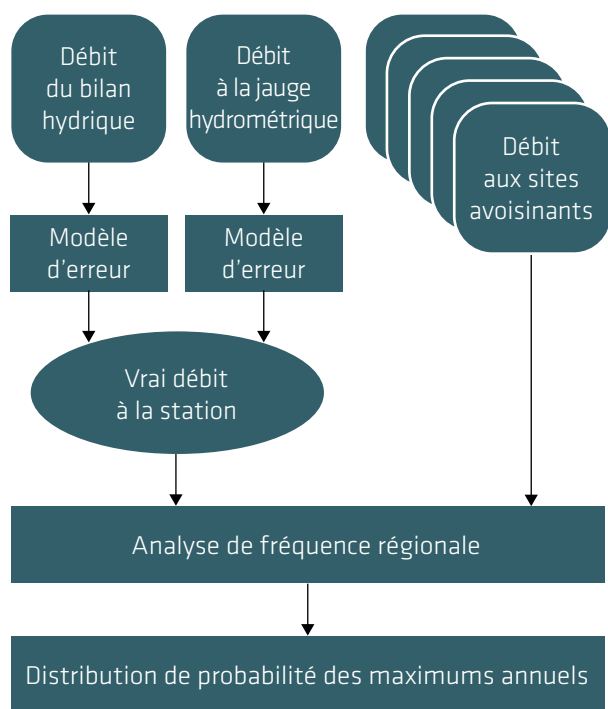 Débit
du bilan
hydrique
Débit
à la jauge
hydrométrique
Débit
aux sites
avoisinants
Modèle
d'erreur
Modèle
d'erreur
Vrai débit
à la station
Analyse de fréquence régionale
Distribution de probabilité des maximums annuels